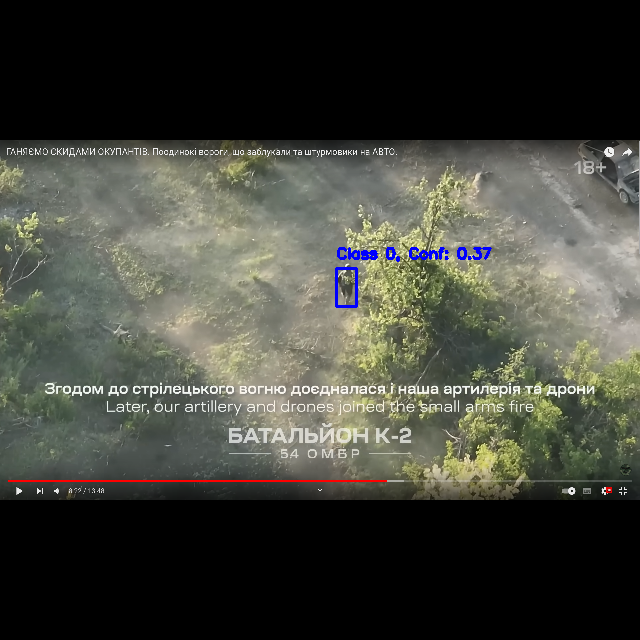 ГАНЯЄМО СКИДАМИ ОКУПАНТІВ. Поодинокі вороги, що заблукали та штурмовики на АВТО.
18+
Class 0, Conf: 0.37
Згодом до стрілецького вогню доєдналася і наша артилерія та дрони
Later, our artillery and drones joined the small arms fire
БАТАЛЬЙОН К-2
54 ОМБР
8:22 / 13:48